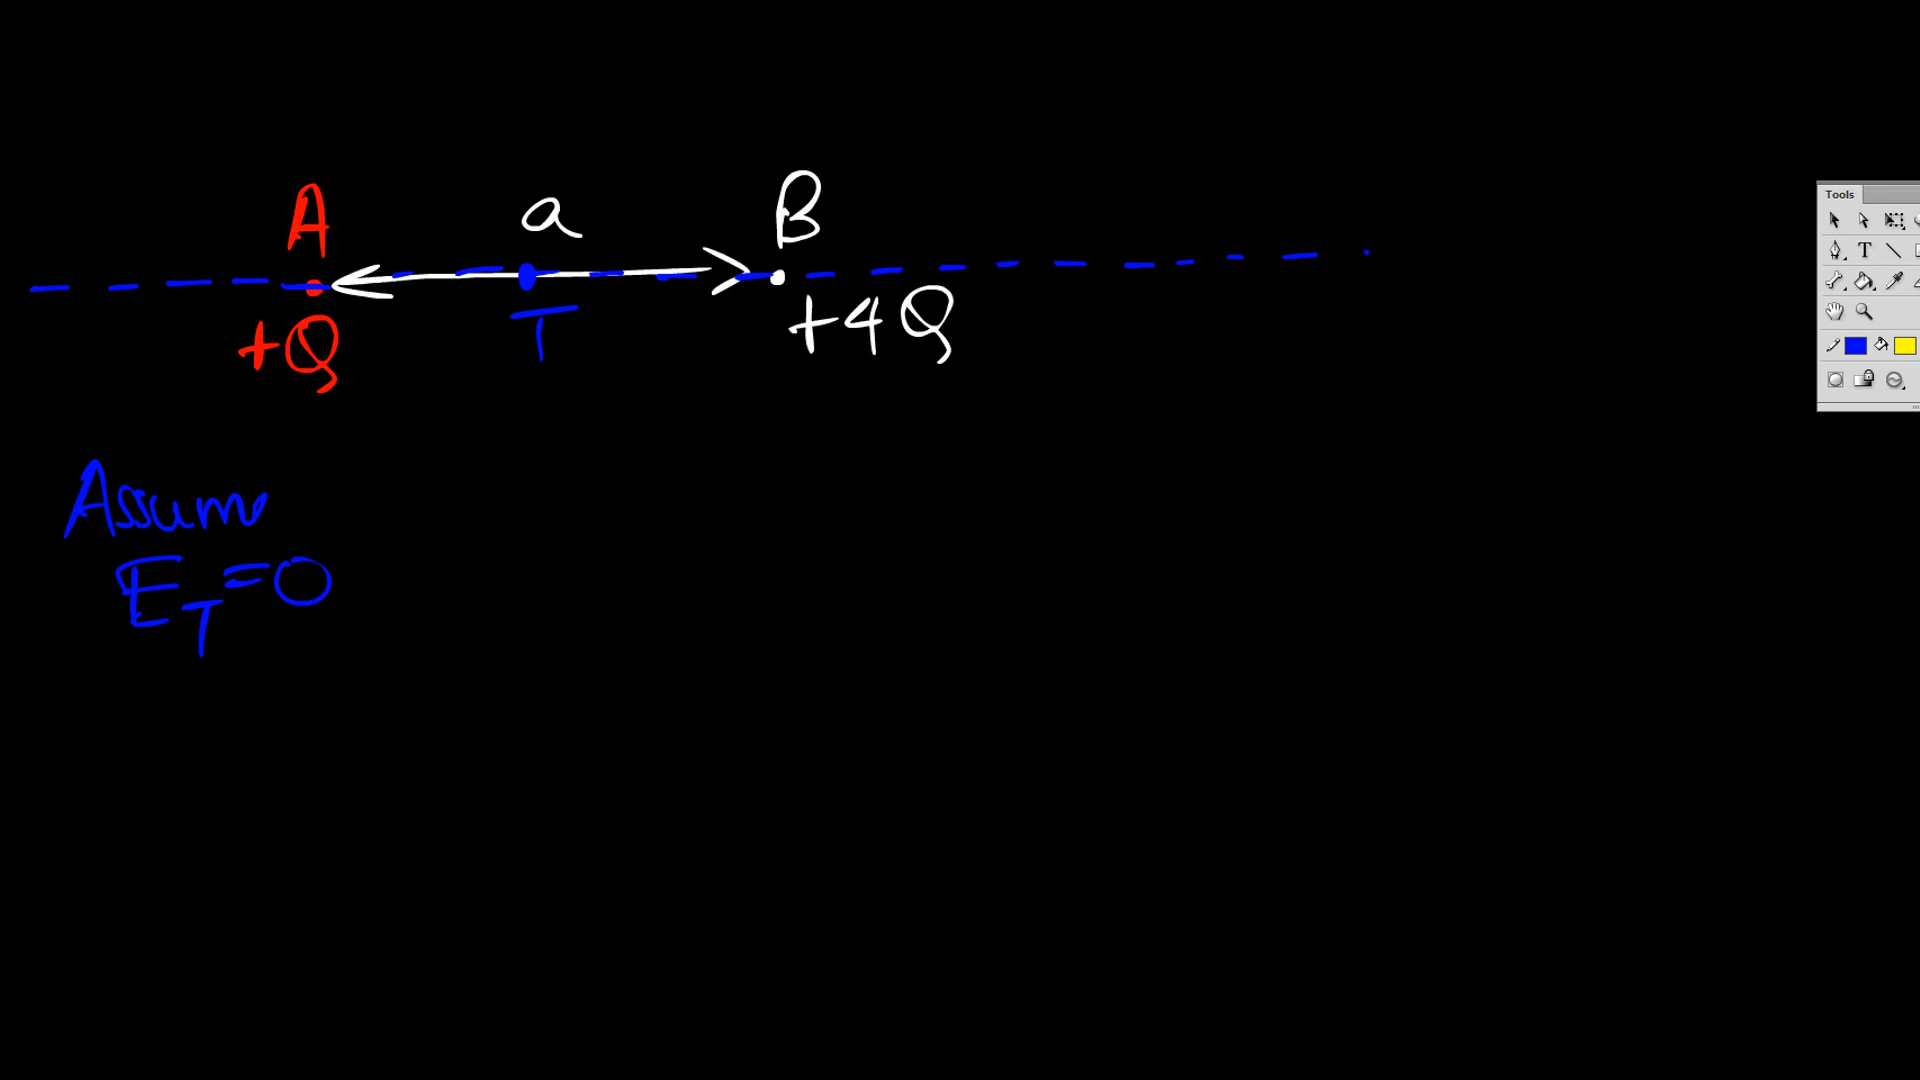 A a B
+Q T +4Q
Tools
Assume
E_T=0